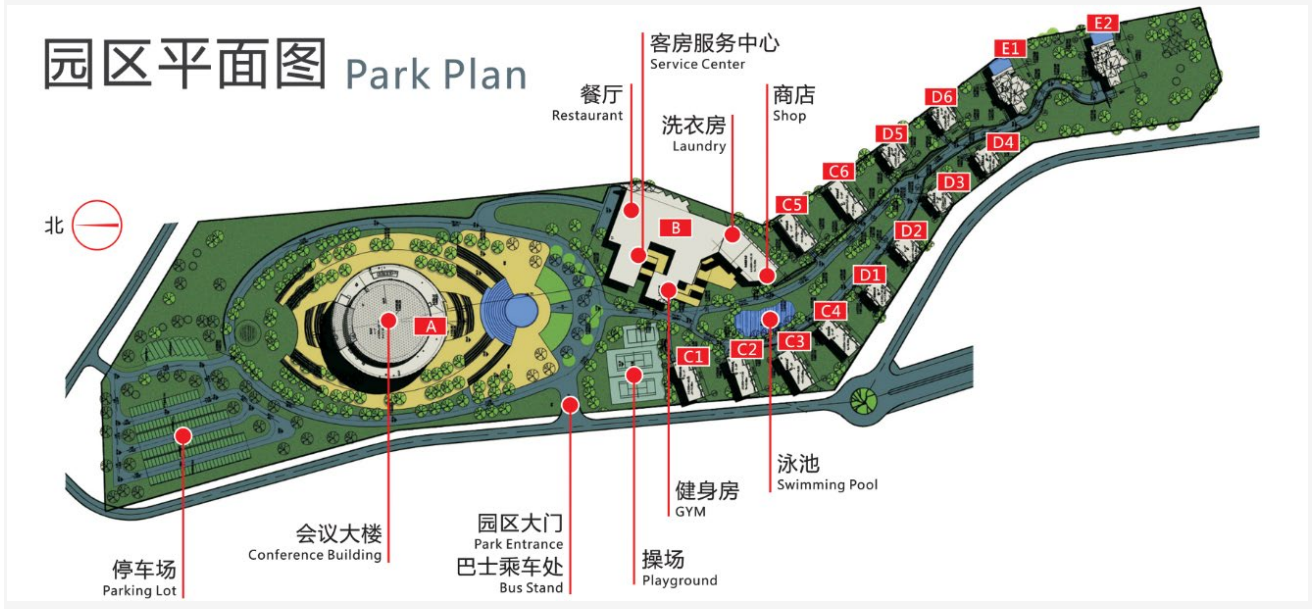 园区平面图 Park Plan
客房服务中心
Service Center
餐厅
Restaurant
洗衣房
Laundry
商店
Shop
北
E2
E1
D6
D5
D4
C6
D3
C5
B
D2
D1
A
C4
C3
C2
C1
泳池
Swimming Pool
健身房
GYM
园区大门
Park Entrance
巴士乘车处
Bus Stand
操场
Playground
会议大楼
Conference Building
停车场
Parking Lot